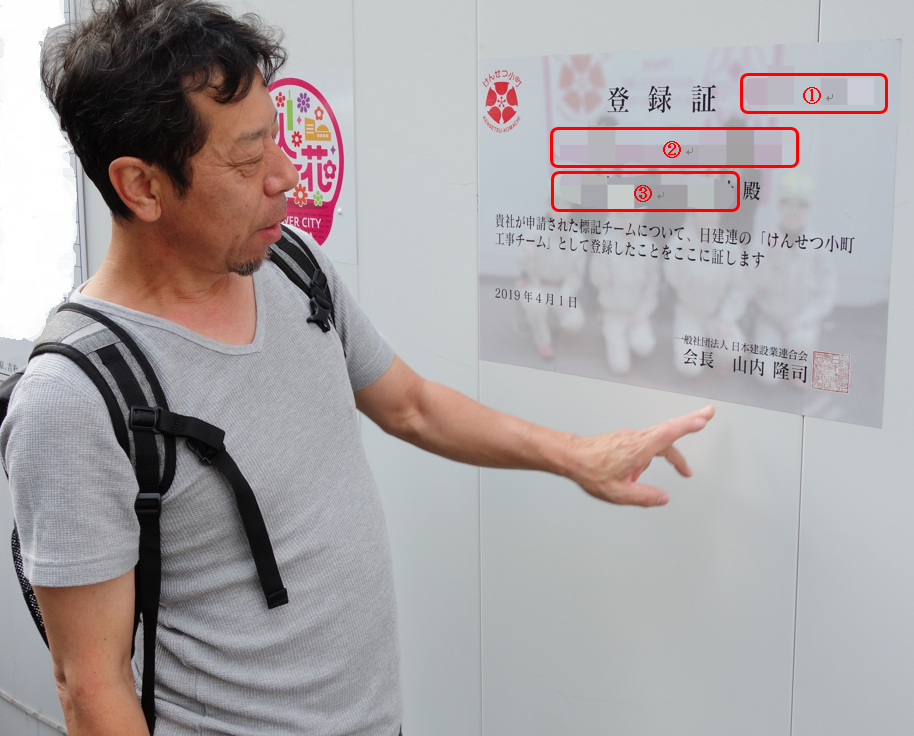 けんせつ小町
KENSETSU-KOMACHI
登録証
①
②
③
殿
貴社が申請された標記チームについて、日建連の「けんせつ小町
工事チーム」として登録したことをここに証します
2019年4月1日
一般社団法人 日本建設業連合会
会長 山内 隆司
花
VER CITY